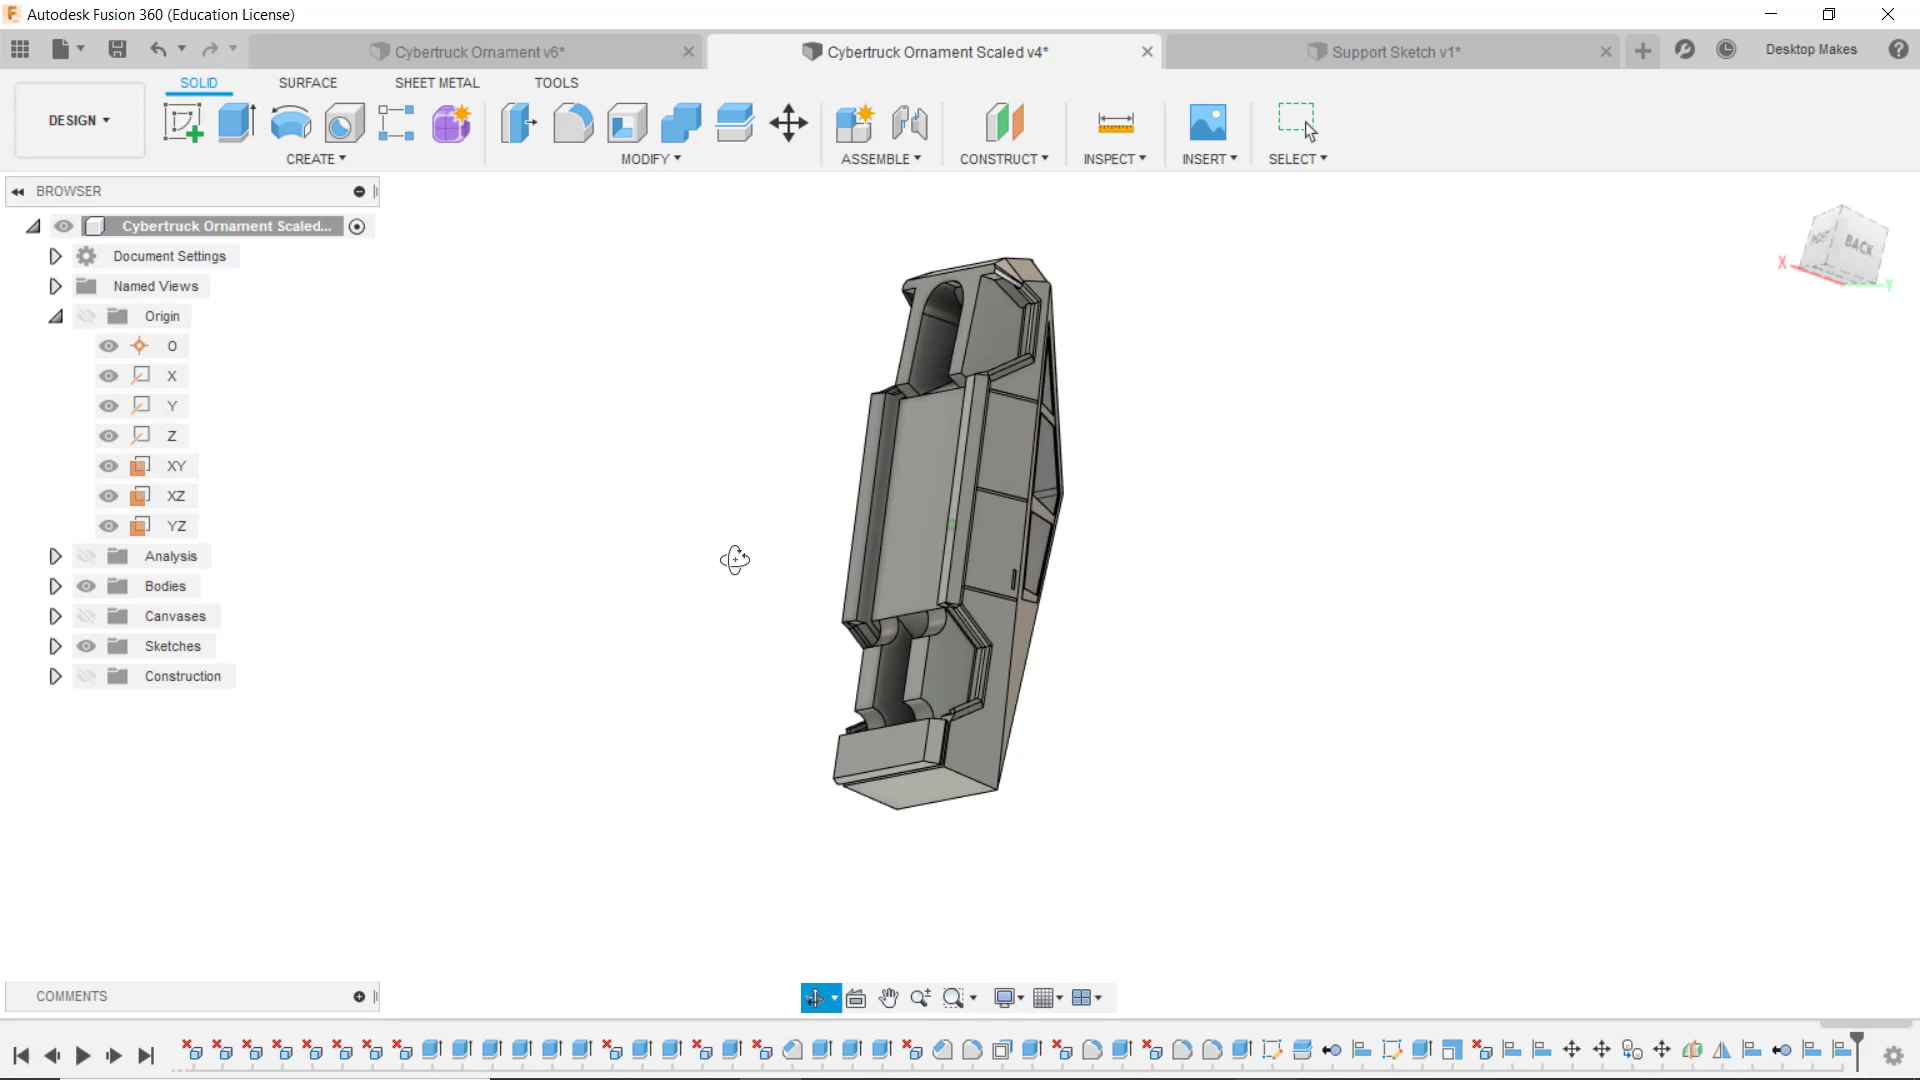 Autodesk Fusion 360 (Education License)
Cybertruck Ornament v6*
Cybertruck Ornament Scaled v4*
Support Sketch v1*
Desktop Makes
SOLID
SURFACE
SHEET METAL
TOOLS
DESIGN
CREATE
MODIFY
ASSEMBLE
CONSTRUCT
INSPECT
INSERT
SELECT
BROWSER
Cybertruck Ornament Scaled...
Document Settings
Named Views
Origin
O
X
Y
Z
XY
XZ
YZ
Analysis
Bodies
Canvases
Sketches
Construction
BACK
X
Y
COMMENTS